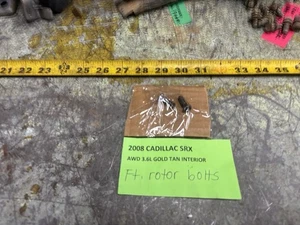 21 22 23 24 25 26 27 28 29 30 31 33 34 35
2008 CADILLAC SRX
AWD 3.6L GOLD TAN INTERIOR
Ft, rotor bolts